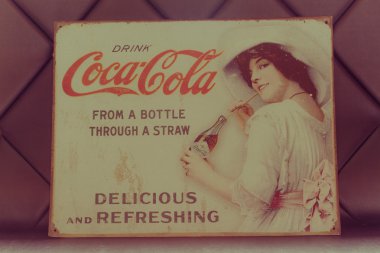 DRINK
Coca-Cola
FROM A BOTTLE
THROUGH A STRAW
DELICIOUS
AND REFRESHING